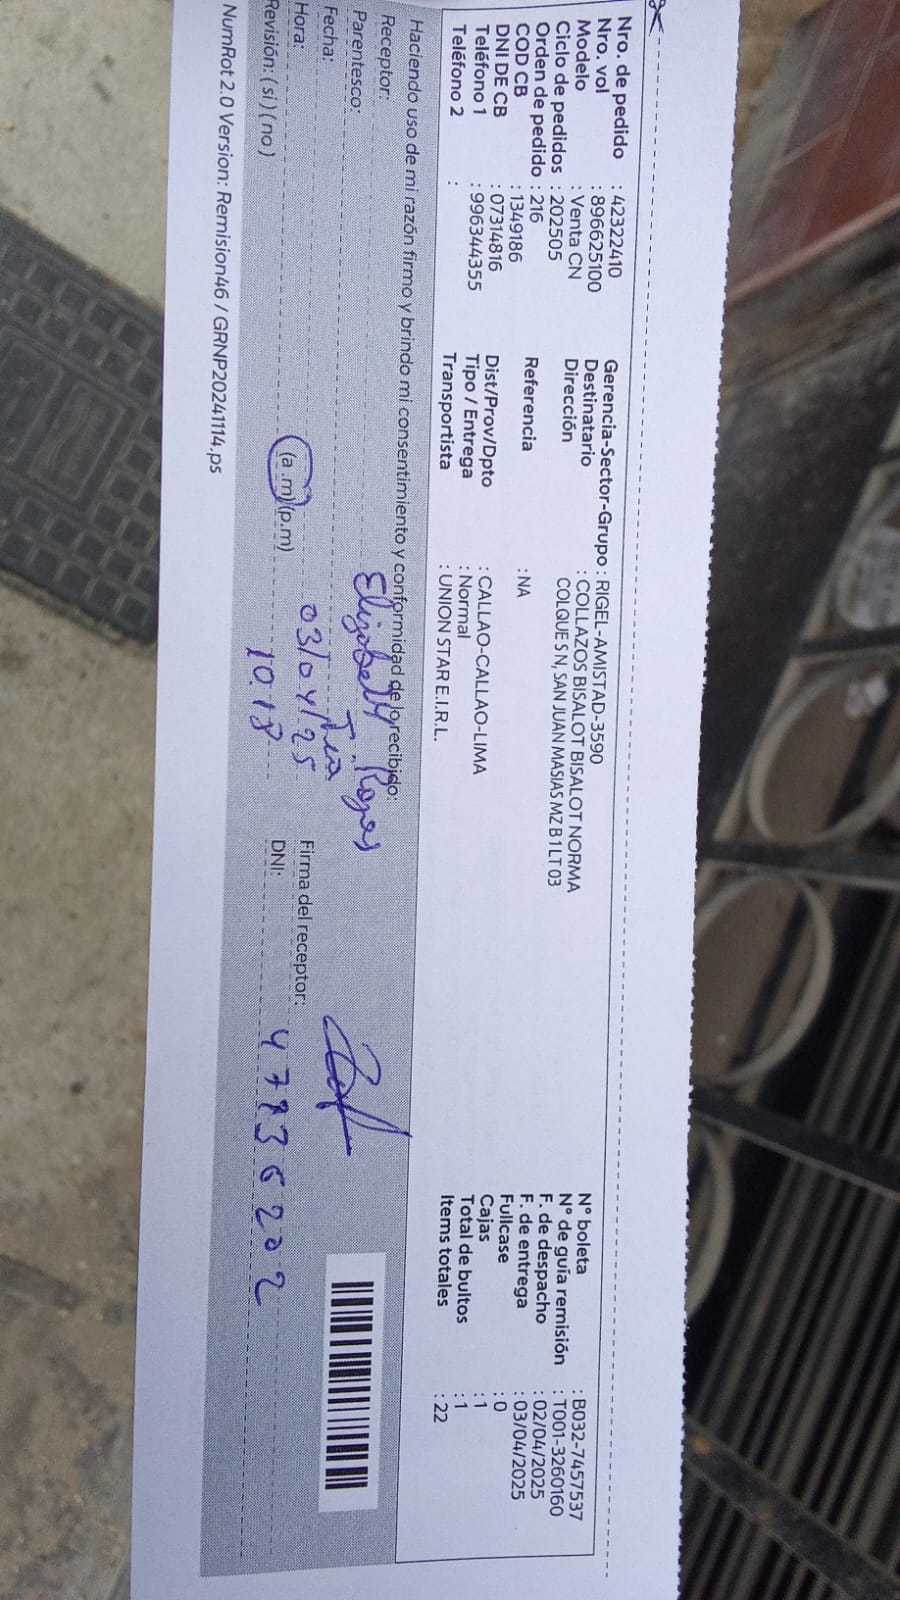 Nro. de pedido : 42322410
Nro. vol : 896625100
Modelo : Venta CN
Ciclo de pedidos : 202505
Orden de pedido : 216
COD CB : 1349186
DNI DE CB : 07314816
Teléfono 1 : 996344355
Teléfono 2 :
Gerencia-Sector-Grupo : RIGEL-AMISTAD-3590
Destinatario : COLLAZOS BISALOT BISALOT NORMA
Dirección COLQUE S N, SAN JUAN MASIAS MZ B1 LT 03
Referencia : NA
Dist/Prov/Dpto : CALLAO-CALLAO-LIMA
Tipo / Entrega : Normal
Transportista : UNION STAR E.I.R.L.
N° boleta : B032-7457537
N° de guía remisión : T001-3260160
F. de despacho : 02/04/2025
F. de entrega : 03/04/2025
Fullcase : 0
Cajas : 1
Total de bultos : 1
Items totales : 22
Haciendo uso de mi razón firmo y brindo mi consentimiento y conformidad de lo recibido:
Receptor: Elizabeth Rojas
Parentesco:
Fecha: 03/04/25
Hora: (a.m) (p.m) 10.18
Revisión: ( si ) ( no )
Firma del receptor:
DNI: 47936202
NumRot 2.0 Version: Remision46 / GRNP20241114.ps